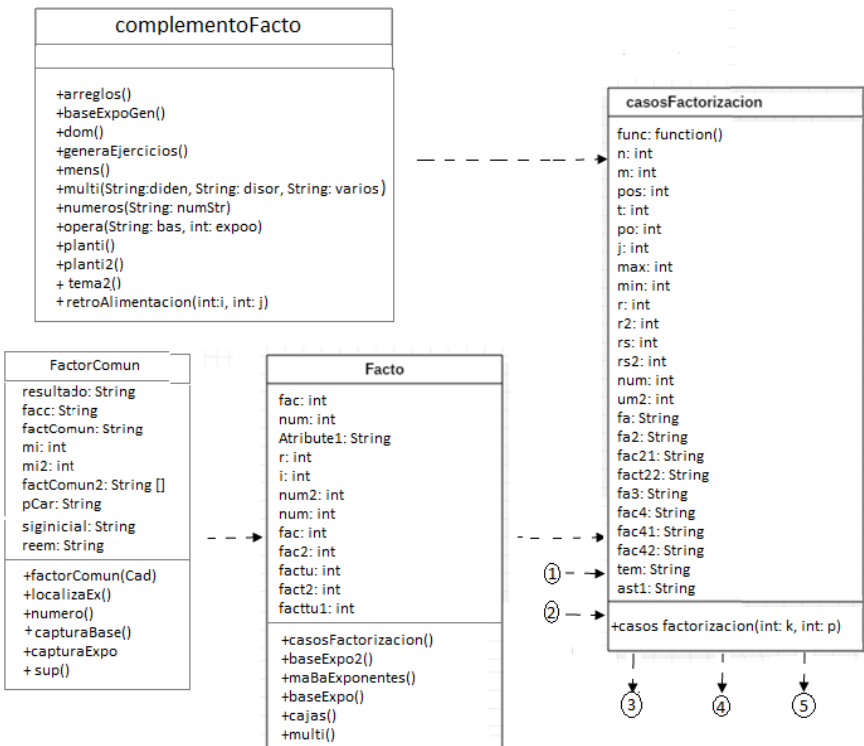 complementoFacto
+arreglos()
+baseExpoGen()
+dom()
+generaEjercicios()
+mens()
+multi(String:diden, String: disor, String: varios)
+numeros(String: numStr)
+opera(String: bas, int: expoo)
+planti()
+planti2()
+ tema2()
+retroAlimentacion(int:i, int: j)
casosFactorizacion
func: function()
n: int
m: int
pos: int
t: int
po: int
j: int
max: int
min: int
r: int
r2: int
rs: int
rs2: int
num: int
um2: int
fa: String
fa2: String
fac21: String
fact22: String
fa3: String
fac4: String
fac41: String
fac42: String
tem: String
ast1: String
+casos factorizacion(int: k, int: p)
FactorComun
resultado: String
facc: String
factComun: String
mi: int
mi2: int
factComun2: String []
pCar: String
siginicial: String
reem: String
+factorComun(Cad)
+localizaEx()
+numero()
+capturaBase()
+capturaExpo
+ sup()
Facto
fac: int
num: int
Atribute1: String
r: int
i: int
num2: int
num: int
fac: int
fac2: int
factu: int
fact2: int
facttu1: int
+casosFactorizacion()
+baseExpo2()
+maBaExponentes()
+baseExpo()
+cajas()
+multi()
1
2
3
4
5